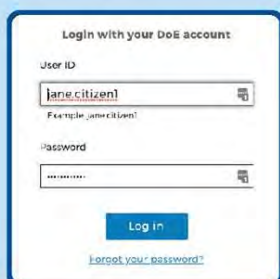 Login with your DoE account
User ID
jane.citizen1
Example jane.citizen1
Password
••••••••••••
Log in
Forgot your password?